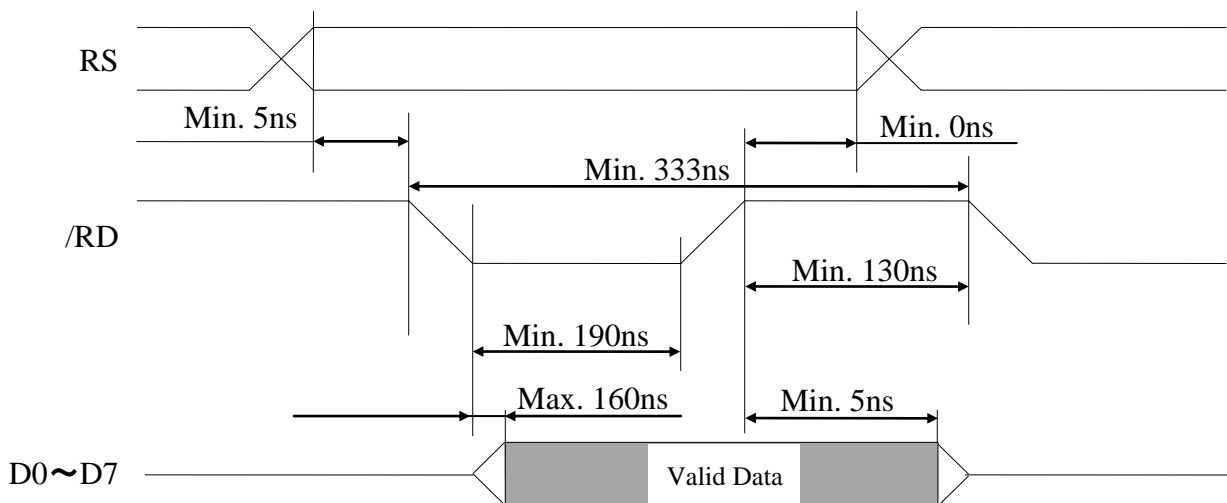 RS
Min. 5ns
Min. 0ns
Min. 333ns
/RD
Min. 130ns
Min. 190ns
Max. 160ns
Min. 5ns
D0～D7
Valid Data